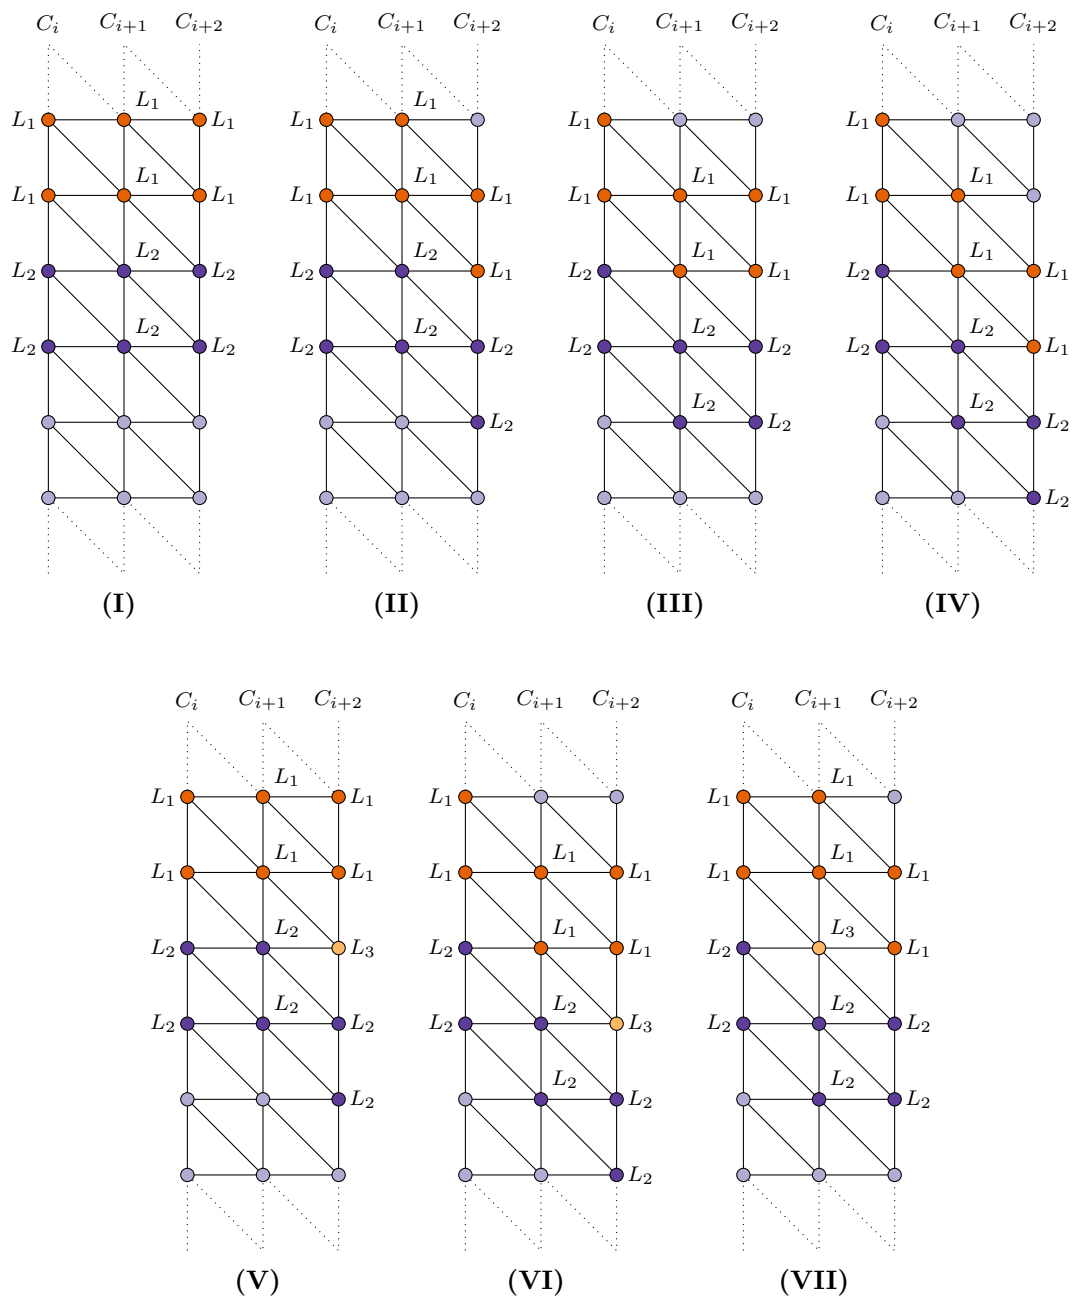 C_i C_{i+1} C_{i+2} C_i C_{i+1} C_{i+2} C_i C_{i+1} C_{i+2} C_i C_{i+1} C_{i+2}
L_1 L_1 L_1 L_1 L_1 L_1 L_1
L_1 L_1 L_1 L_1 L_1 L_1 L_1 L_1 L_1 L_1 L_1
L_2 L_2 L_2 L_2 L_2 L_1 L_2 L_1 L_1 L_2 L_1 L_1
L_2 L_2 L_2 L_2 L_2 L_2 L_2 L_2 L_2 L_2 L_2 L_1
L_2 L_2 L_2 L_2 L_2
L_2
(I) (II) (III) (IV)
C_i C_{i+1} C_{i+2} C_i C_{i+1} C_{i+2} C_i C_{i+1} C_{i+2}
L_1 L_1 L_1 L_1 L_1 L_1
L_1 L_1 L_1 L_1 L_1 L_1 L_1 L_1 L_1
L_2 L_2 L_3 L_2 L_1 L_1 L_2 L_3 L_1
L_2 L_2 L_2 L_2 L_2 L_3 L_2 L_2 L_2
L_2 L_2 L_2 L_2 L_2
L_2
(V) (VI) (VII)